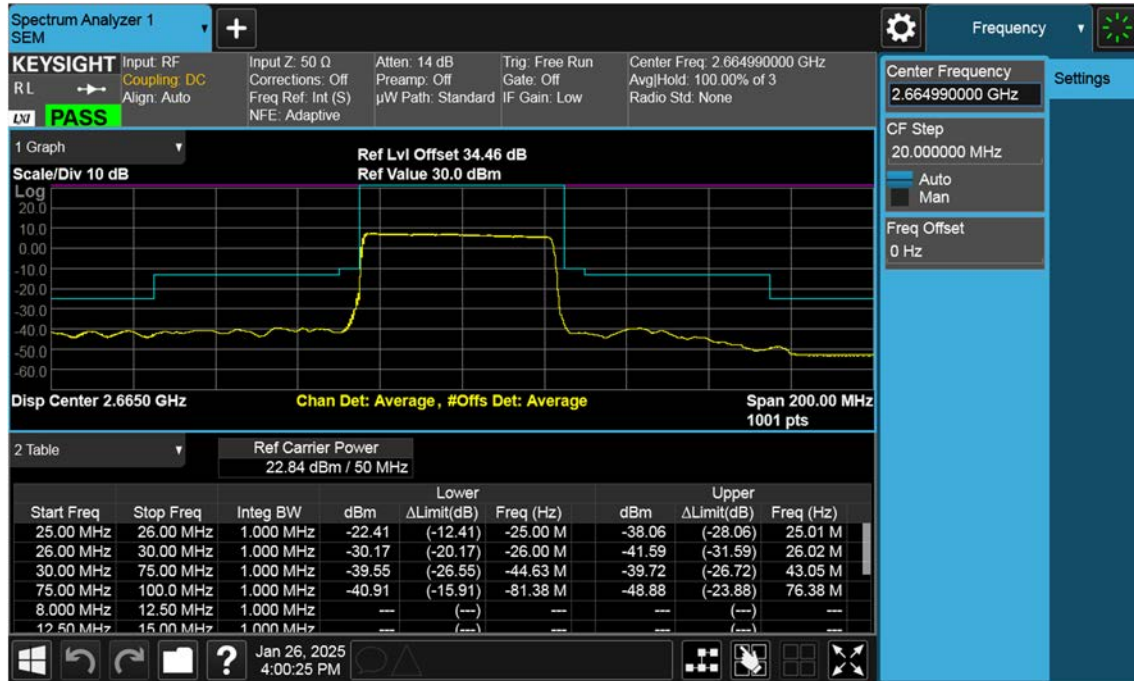 Spectrum Analyzer 1
SEM
Frequency
KEYSIGHT
R L
LXI PASS
Input: RF
Coupling: DC
Align: Auto
Input Z: 50 Ω
Corrections: Off
Freq Ref: Int (S)
NFE: Adaptive
Atten: 14 dB
Preamp: Off
µW Path: Standard
Trig: Free Run
Gate: Off
IF Gain: Low
Center Freq: 2.664990000 GHz
Avg|Hold: 100.00% of 3
Radio Std: None
Center Frequency
2.664990000 GHz
Settings
CF Step
20.000000 MHz
Auto
Man
Freq Offset
0 Hz
1 Graph
Scale/Div 10 dB
Ref Lvl Offset 34.46 dB
Ref Value 30.0 dBm
Log
20.0
10.0
0.00
-10.0
-20.0
-30.0
-40.0
-50.0
-60.0
Disp Center 2.6650 GHz
Chan Det: Average, #Offs Det: Average
Span 200.00 MHz
1001 pts
2 Table
Ref Carrier Power
22.84 dBm / 50 MHz
Lower Upper
Start Freq Stop Freq Integ BW dBm ΔLimit(dB) Freq (Hz) dBm ΔLimit(dB) Freq (Hz)
25.00 MHz 26.00 MHz 1.000 MHz -22.41 (-12.41) -25.00 M -38.06 (-28.06) 25.01 M
26.00 MHz 30.00 MHz 1.000 MHz -30.17 (-20.17) -26.00 M -41.59 (-31.59) 26.02 M
30.00 MHz 75.00 MHz 1.000 MHz -39.55 (-26.55) -44.63 M -39.72 (-26.72) 43.05 M
75.00 MHz 100.0 MHz 1.000 MHz -40.91 (-15.91) -81.38 M -48.88 (-23.88) 76.38 M
8.000 MHz 12.50 MHz 1.000 MHz --- (---) --- --- (---) ---
12.50 MHz 15.00 MHz 1.000 MHz --- (---) --- --- (---) ---
?
Jan 26, 2025
4:00:25 PM